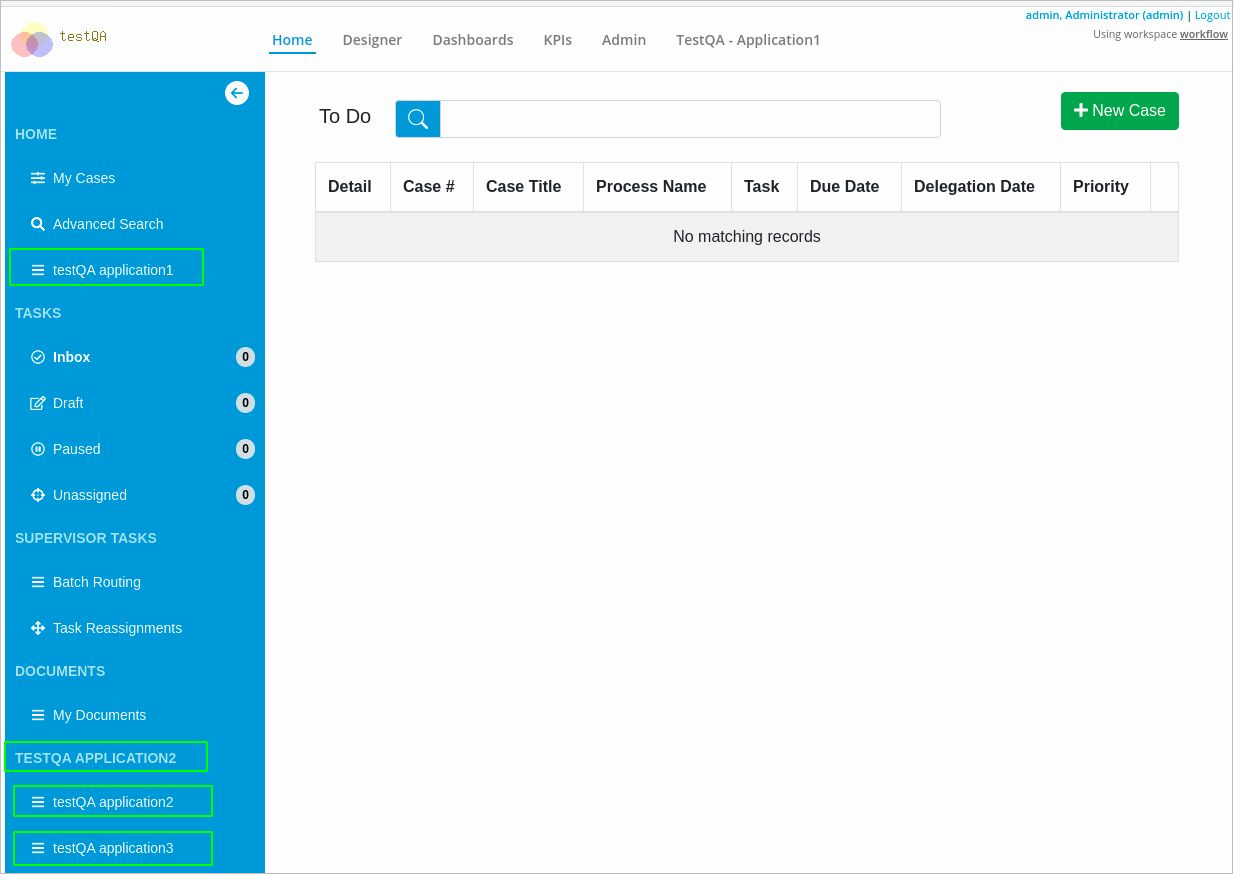 admin, Administrator (admin) | Logout
Using workspace workflow
testQA
Home Designer Dashboards KPIs Admin TestQA - Application1
HOME
My Cases
Advanced Search
testQA application1
TASKS
Inbox 0
Draft 0
Paused 0
Unassigned 0
SUPERVISOR TASKS
Batch Routing
Task Reassignments
DOCUMENTS
My Documents
TESTQA APPLICATION2
testQA application2
testQA application3
To Do
New Case
Detail Case # Case Title Process Name Task Due Date Delegation Date Priority
No matching records